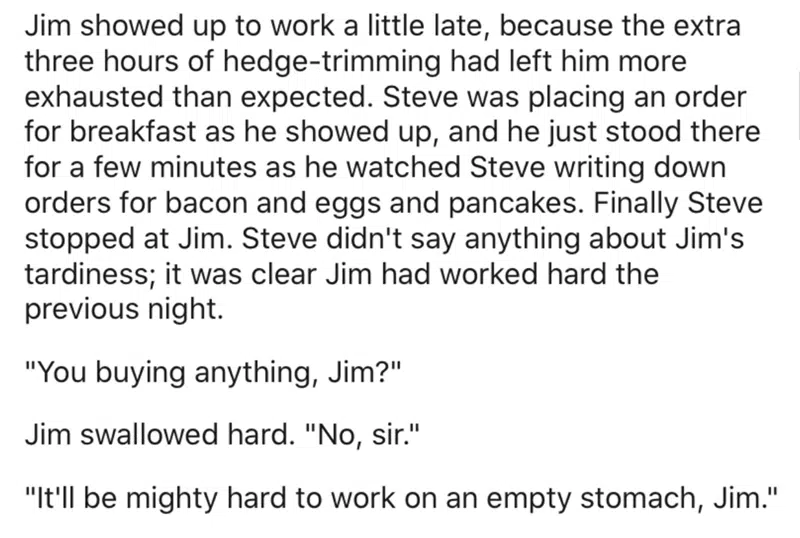 Jim showed up to work a little late, because the extra
three hours of hedge-trimming had left him more
exhausted than expected. Steve was placing an order
for breakfast as he showed up, and he just stood there
for a few minutes as he watched Steve writing down
orders for bacon and eggs and pancakes. Finally Steve
stopped at Jim. Steve didn't say anything about Jim's
tardiness; it was clear Jim had worked hard the
previous night.
"You buying anything, Jim?"
Jim swallowed hard. "No, sir."
"It'll be mighty hard to work on an empty stomach, Jim."